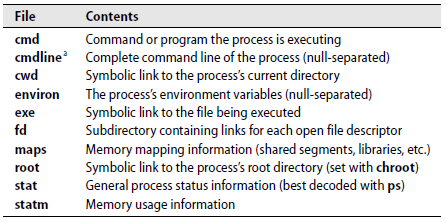 File Contents
cmd Command or program the process is executing
cmdlineᵃ Complete command line of the process (null-separated)
cwd Symbolic link to the process's current directory
environ The process's environment variables (null-separated)
exe Symbolic link to the file being executed
fd Subdirectory containing links for each open file descriptor
maps Memory mapping information (shared segments, libraries, etc.)
root Symbolic link to the process's root directory (set with chroot)
stat General process status information (best decoded with ps)
statm Memory usage information